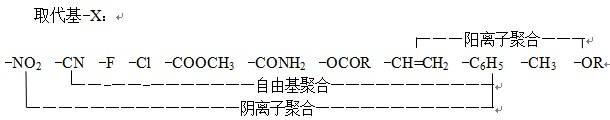 取代基-X：
阳离子聚合
-NO2 -CN -F -Cl -COOCH3 -CONH2 -OCOR -CH=CH2 -C6H5 -CH3 -OR
自由基聚合
阴离子聚合